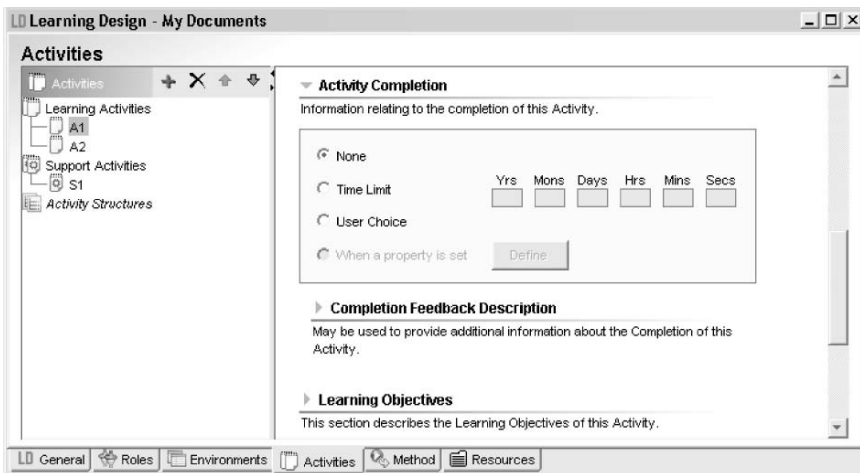 LD Learning Design - My Documents
Activities
Activities
Learning Activities
A1
A2
Support Activities
S1
Activity Structures
Activity Completion
Information relating to the completion of this Activity.
None
Time Limit
Yrs Mons Days Hrs Mins Secs
User Choice
When a property is set Define
Completion Feedback Description
May be used to provide additional information about the Completion of this
Activity.
Learning Objectives
This section describes the Learning Objectives of this Activity.
LD General Roles Environments Activities Method Resources